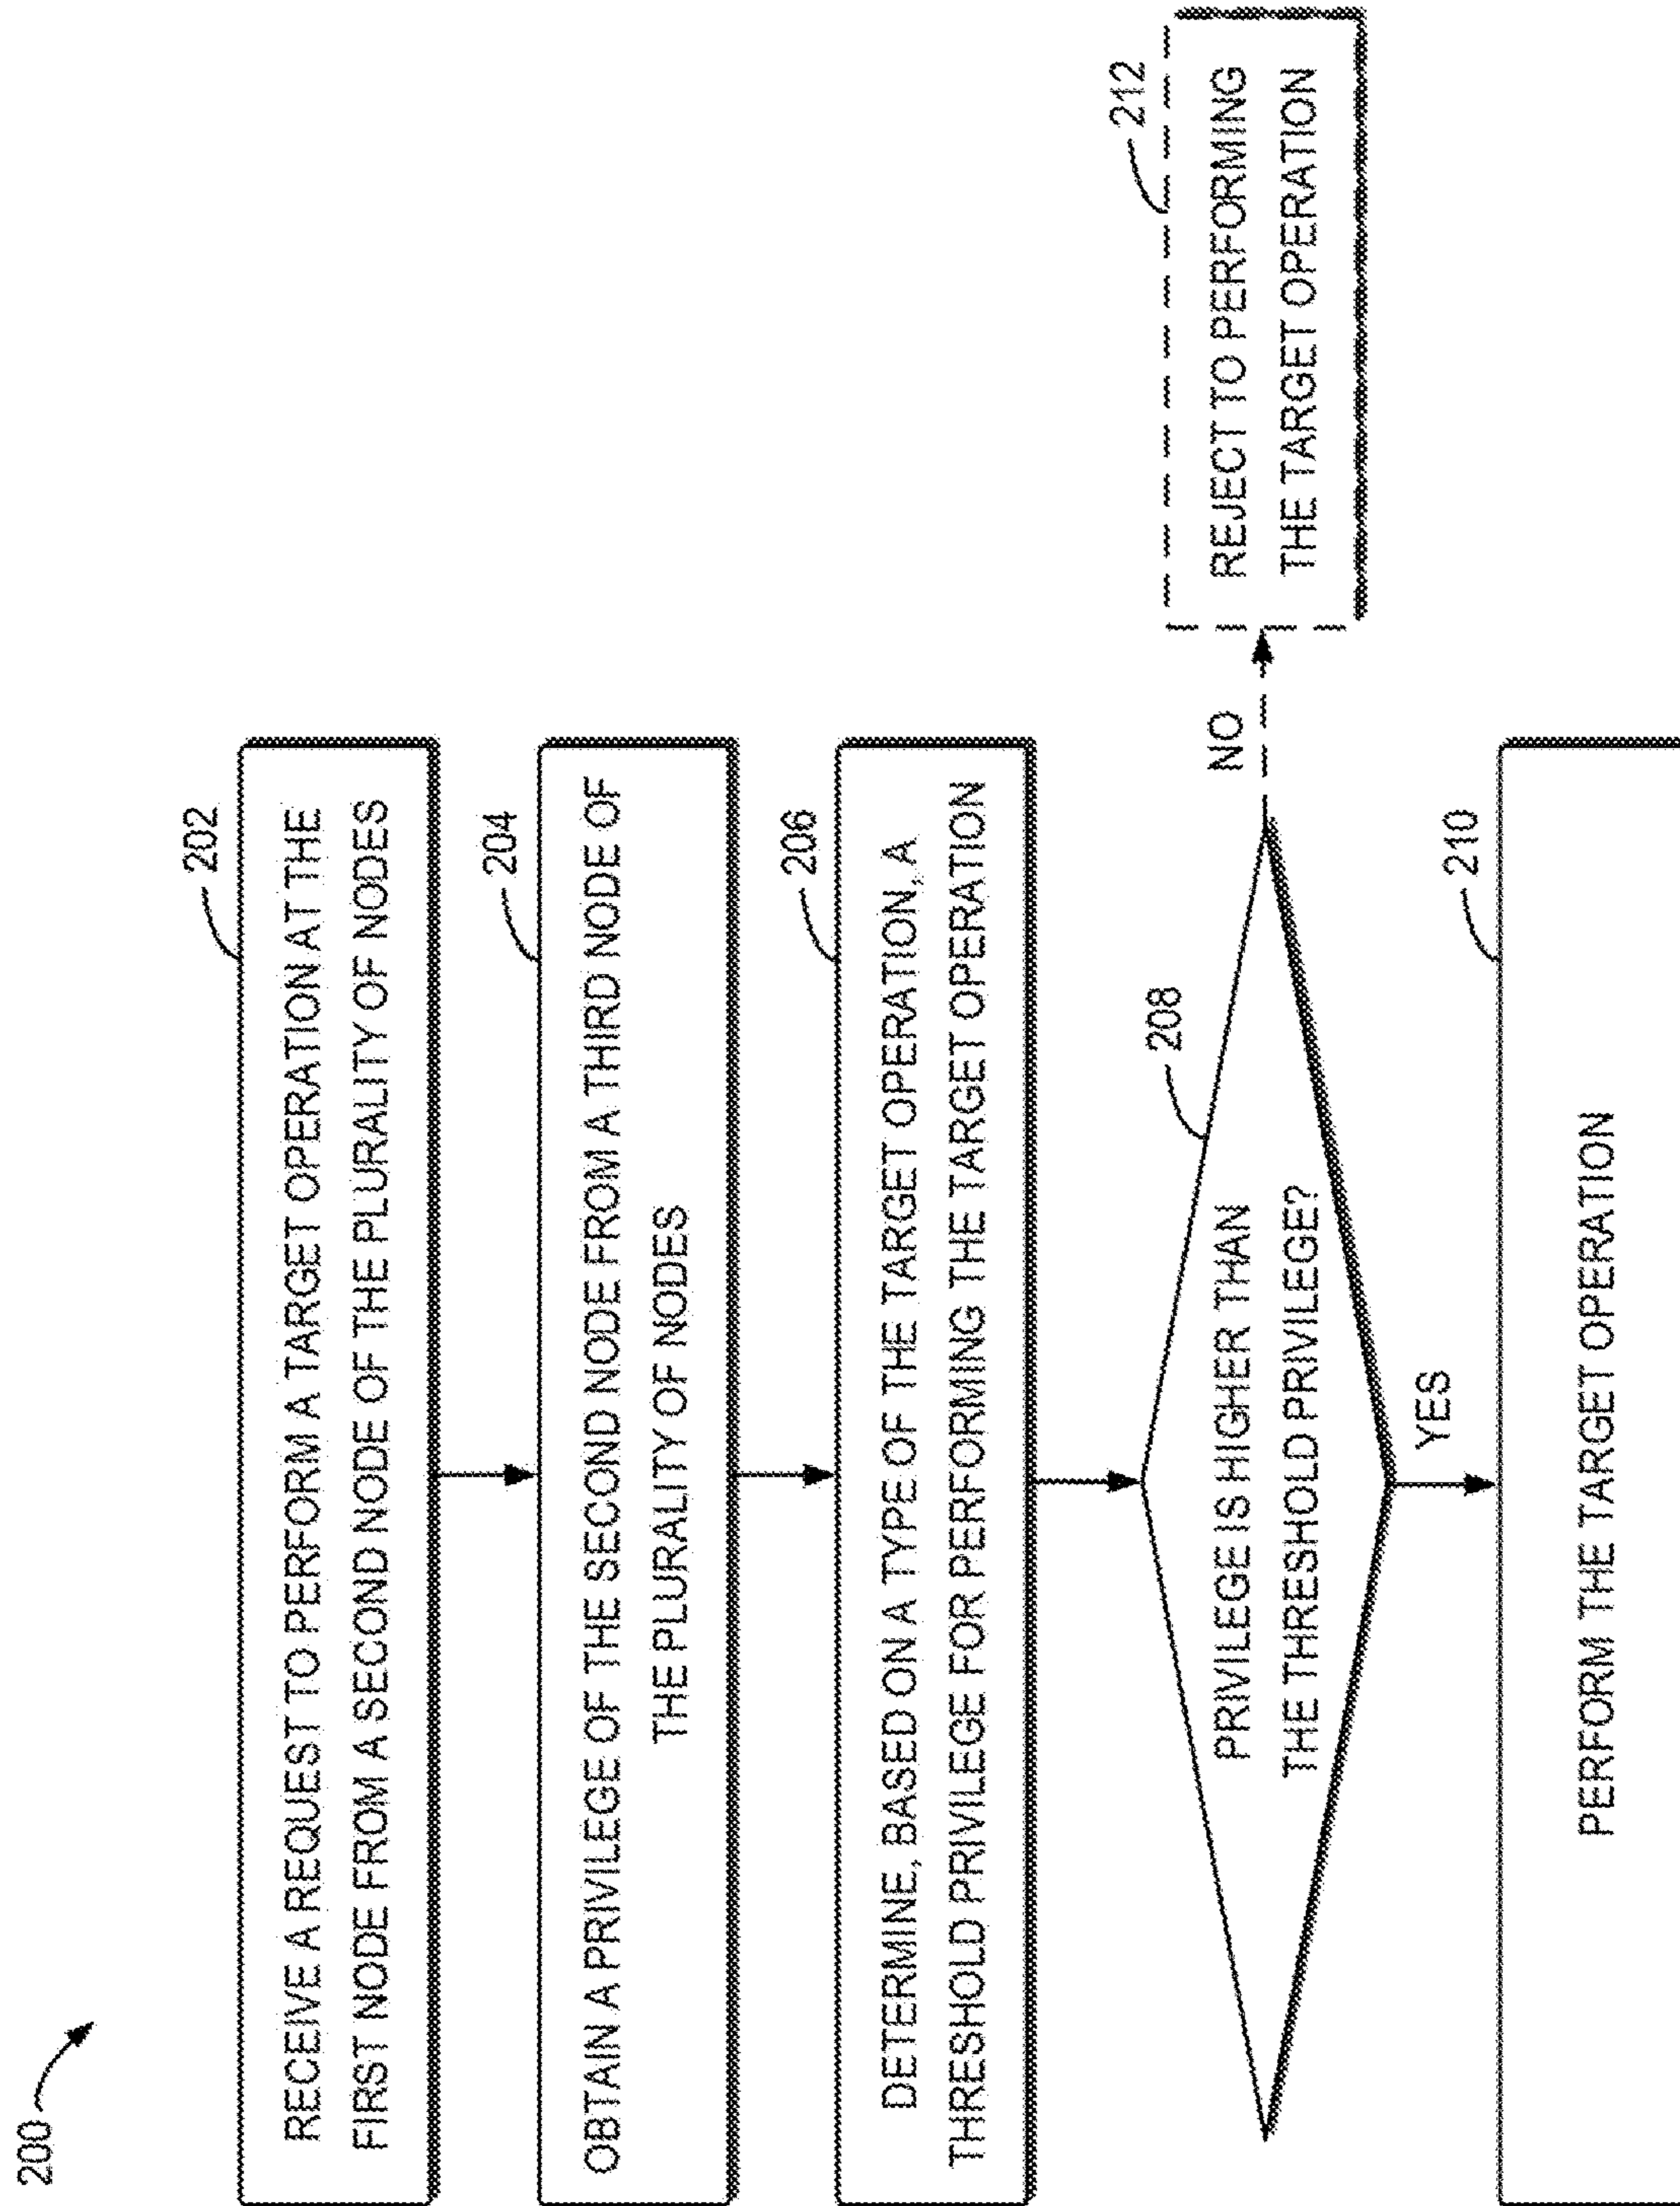 200
202
RECEIVE A REQUEST TO PERFORM A TARGET OPERATION AT THE
FIRST NODE FROM A SECOND NODE OF THE PLURALITY OF NODES
204
OBTAIN A PRIVILEGE OF THE SECOND NODE FROM A THIRD NODE OF
THE PLURALITY OF NODES
206
DETERMINE, BASED ON A TYPE OF THE TARGET OPERATION, A
THRESHOLD PRIVILEGE FOR PERFORMING THE TARGET OPERATION
208
PRIVILEGE IS HIGHER THAN
THE THRESHOLD PRIVILEGE?
NO
212
REJECT TO PERFORMING
THE TARGET OPERATION
YES
210
PERFORM THE TARGET OPERATION